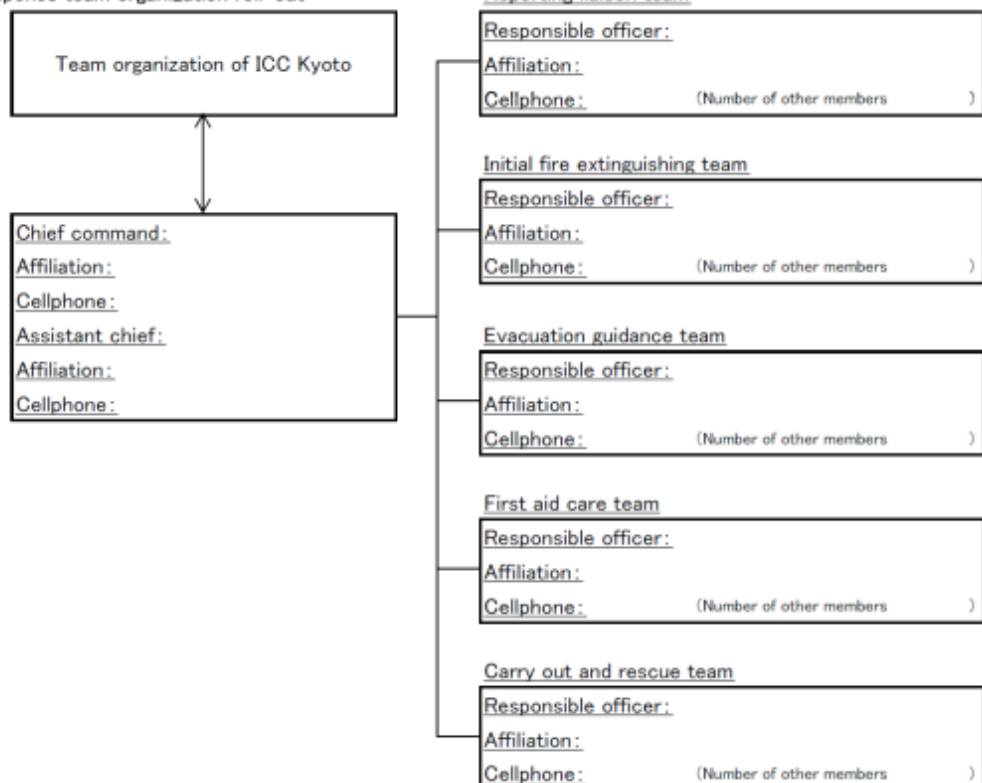 team organization
Team organization of ICC Kyoto
Chief command:
Affiliation:
Cellphone:
Assistant chief:
Affiliation:
Cellphone:
Responsible officer:
Affiliation:
Cellphone: (Number of other members )
Initial fire extinguishing team
Responsible officer:
Affiliation:
Cellphone: (Number of other members )
Evacuation guidance team
Responsible officer:
Affiliation:
Cellphone: (Number of other members )
First aid care team
Responsible officer:
Affiliation:
Cellphone: (Number of other members )
Carry out and rescue team
Responsible officer:
Affiliation:
Cellphone: (Number of other members )